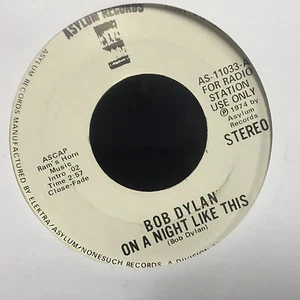 ASYLUM RECORDS
AS-11033-A
FOR RADIO
STATION
USE ONLY
Ⓟ 1974 by
Asylum
Records
STEREO
ASCAP
Ram's Horn
Music
Intro :02
Time 2:57
Close-Fade
BOB DYLAN
ON A NIGHT LIKE THIS
(Bob Dylan)
ASYLUM RECORDS
MANUFACTURED BY ELEKTRA/ASYLUM/NONESUCH RECORDS, A DIVISION